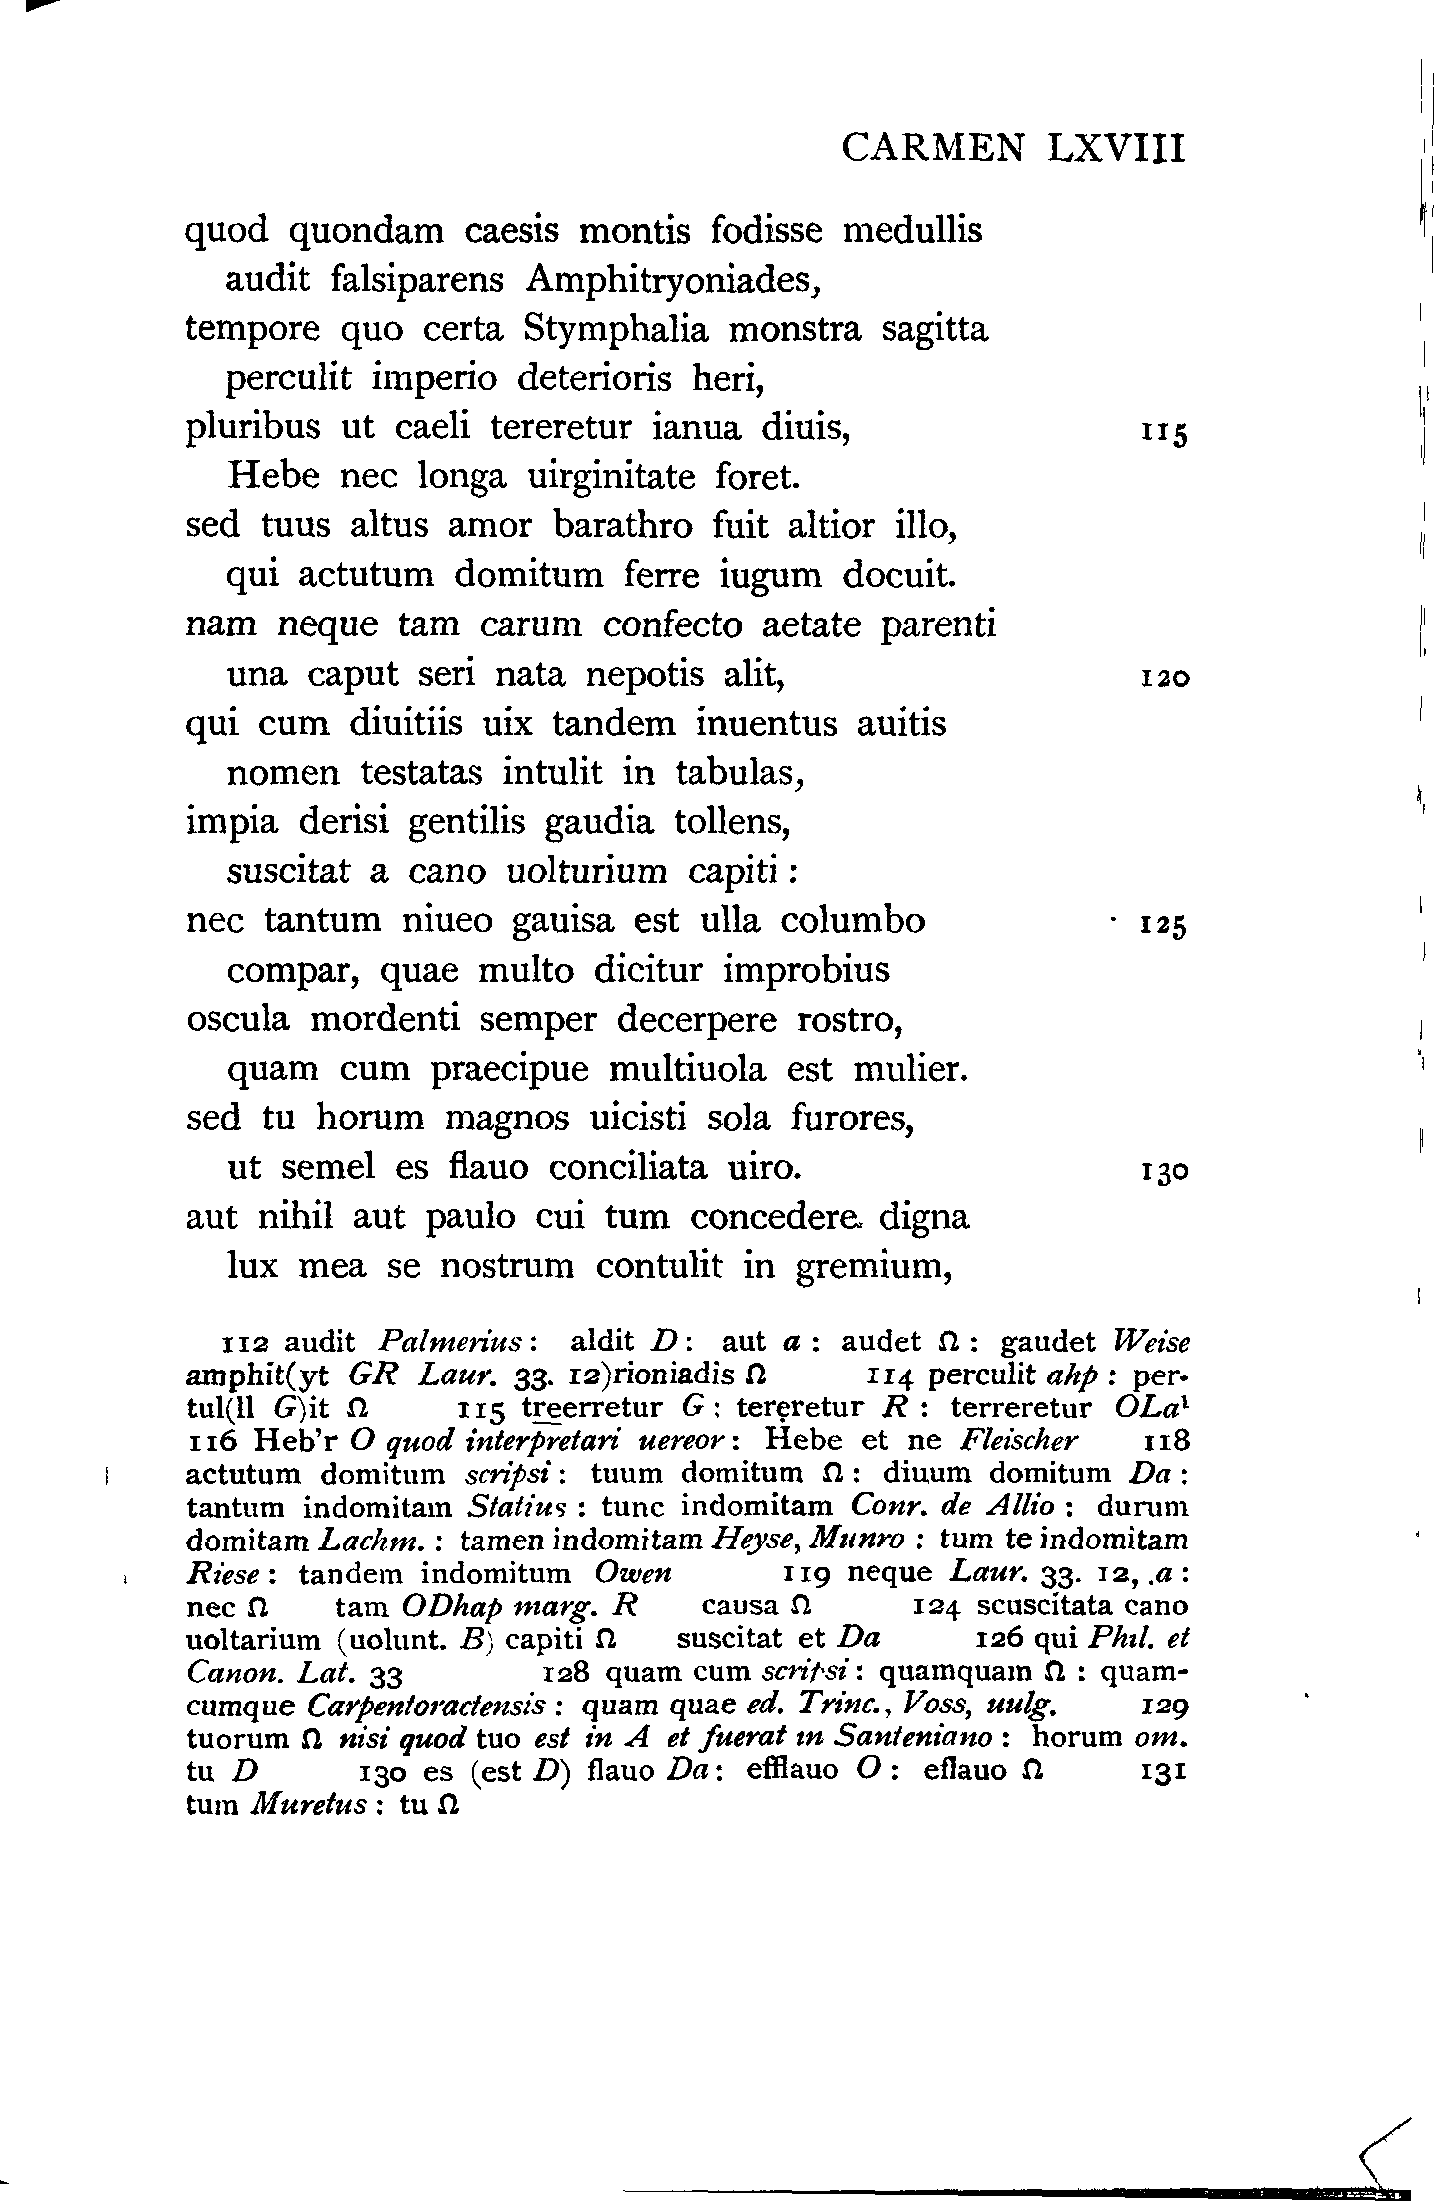 CARMEN LXVIII
quod quondam caesis montis fodisse medullis
audit falsiparens Amphitryoniades,
tempore quo certa Stymphalia monstra sagitta
perculit imperio deterioris heri,
pluribus ut caeli tereretur ianua diuis, 115
Hebe nec longa uirginitate foret.
sed tuus altus amor barathro fuit altior illo,
qui actutum domitum ferre iugum docuit.
nam neque tam carum confecto aetate parenti
una caput seri nata nepotis alit, 120
qui cum diuitiis uix tandem inuentus auitis
nomen testatas intulit in tabulas,
impia derisi gentilis gaudia tollens,
suscitat a cano uolturium capiti :
nec tantum niueo gauisa est ulla columbo 125
compar, quae multo dicitur improbius
oscula mordenti semper decerpere rostro,
quam cum praecipue multiuola est mulier.
sed tu horum magnos uicisti sola furores,
ut semel es flauo conciliata uiro. 130
aut nihil aut paulo cui tum concedere digna
lux mea se nostrum contulit in gremium,
112 audit Palmerius : aldit D : aut a : audet Ω : gaudet Weise
amphit(yt GR Laur. 33. 12)rioniadis Ω 114 perculit ahp : per-
tul(ll G)it Ω 115 treerretur G : terẹretur R : terreretur OLa¹
116 Heb'r O quod interpretari uereor : Hebe et ne Fleischer 118
actutum domitum scripsi : tuum domitum Ω : diuum domitum Da :
tantum indomitam Statius : tunc indomitam Conr. de Allio : durum
domitam Lachm. : tamen indomitam Heyse, Munro : tum te indomitam
Riese : tandem indomitum Owen 119 neque Laur. 33. 12, a :
nec Ω tam ODhap marg. R causa Ω 124 scuscitata cano
uoltarium (uolunt. B) capiti Ω suscitat et Da 126 qui Phil. et
Canon. Lat. 33 128 quam cum scripsi : quamquam Ω : quam-
cumque Carpentoractensis : quam quae ed. Trinc., Voss, uulg. 129
tuorum Ω nisi quod tuo est in A et fuerat in Santeniano : horum om.
tu D 130 es (est D) flauo Da : efflauo O : eflauo Ω 131
tum Muretus : tu Ω